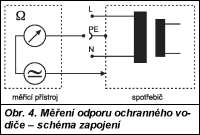 Ω
L
PE
N
měřicí přístroj
spotřebič
Obr. 4. Měření odporu ochranného vo-
diče – schéma zapojení